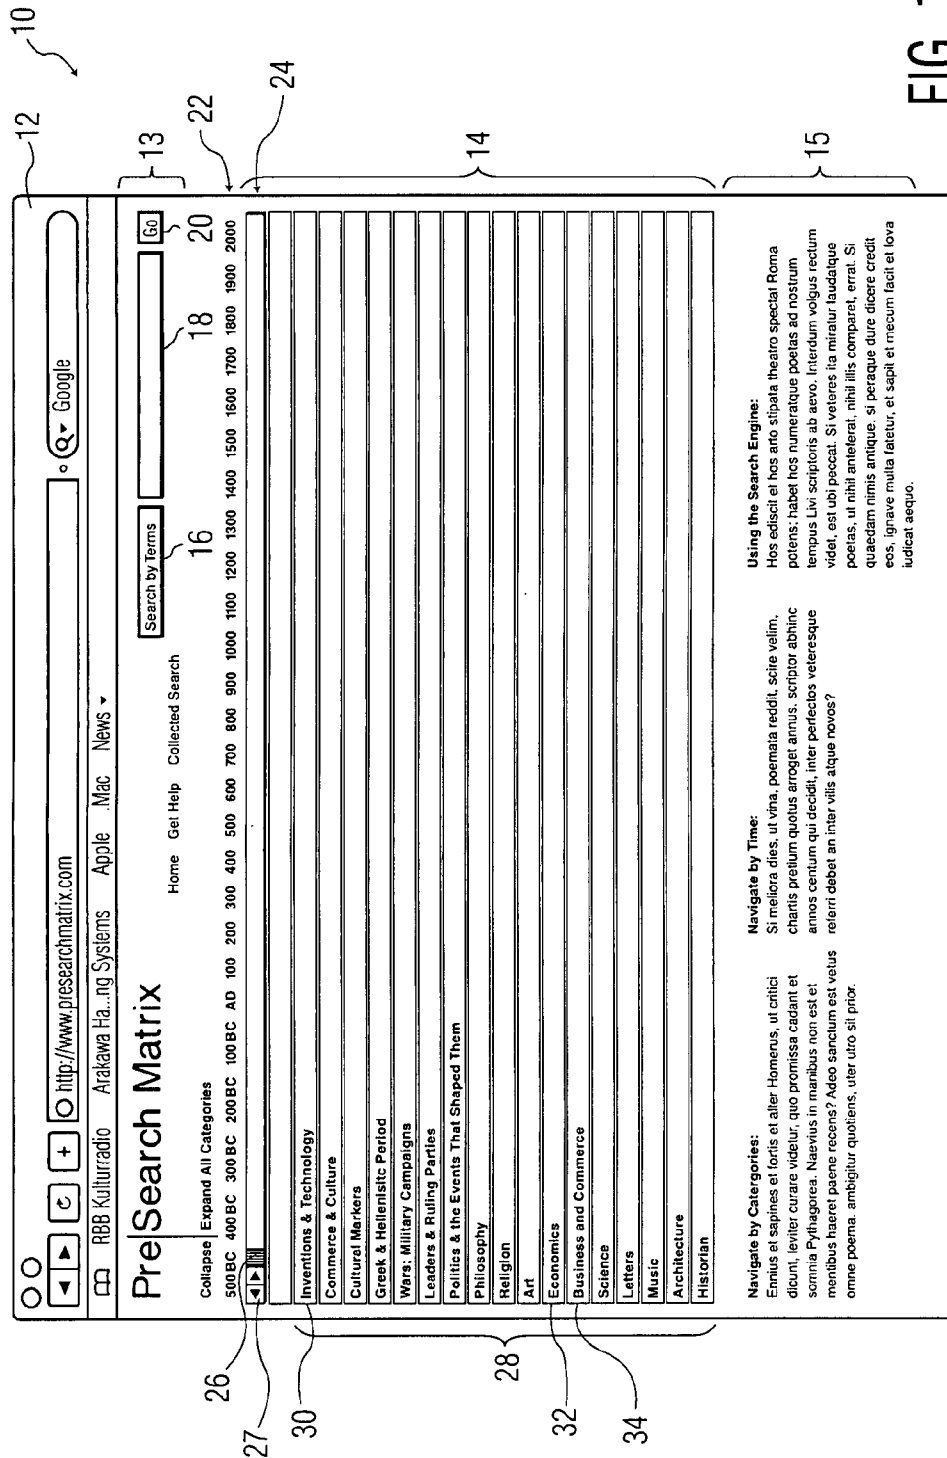 10
12
http://www.presearchmatrix.com
Google
RBB Kulturradio Arakawa Ha...ng Systems Apple .Mac News
PreSearch Matrix
Home Get Help Collected Search
Search by Terms
Go
13
16
18
20
22
24
Collapse Expand All Categories
500 BC 400 BC 300 BC 200 BC 100 BC AD 100 200 300 400 500 600 700 800 900 1000 1100 1200 1300 1400 1500 1600 1700 1800 1900 2000
26
27
Inventions & Technology
Commerce & Culture
Cultural Markers
Greek & Hellenisitc Period
Wars: Military Campaigns
Leaders & Ruling Parties
Politics & the Events That Shaped Them
Philosophy
Religion
Art
Economics
Business and Commerce
Science
Letters
Music
Architecture
Historian
30
28
32
34
14
15
Navigate by Catergories:
Ennius et sapines et fortis et alter Homerus, ut critici
dicunt, leviter curare videtur, quo promissa cadant et
somnia Pythagorea. Naevius in manibus non est et
mentibus haeret paene recens? Adeo sanctum est vetus
omne poema. ambigitur quotiens, uter utro sit prior.
Navigate by Time:
Si meliora dies, ut vina, poemata reddit, scire velim,
chartis pretium quotus arroget annus. scriptor abhinc
annos centum qui decidit, inter perfectos veteresque
referri debet an inter vilis atque novos?
Using the Search Engine:
Hos ediscit et hos arto stipata theatro spectat Roma
potens; habet hos numeratque poetas ad nostrum
tempus Livi scriptoris ab aevo. Interdum volgus rectum
videt, est ubi peccat. Si veteres ita miratur laudatque
poetas, ut nihil anteferat, nihil illis comparet, errat. Si
quaedam nimis antique, si peraque dure dicere credit
eos, ignave multa fatetur, et sapit et mecum facit et Iova
iudicat aequo.
FIG.